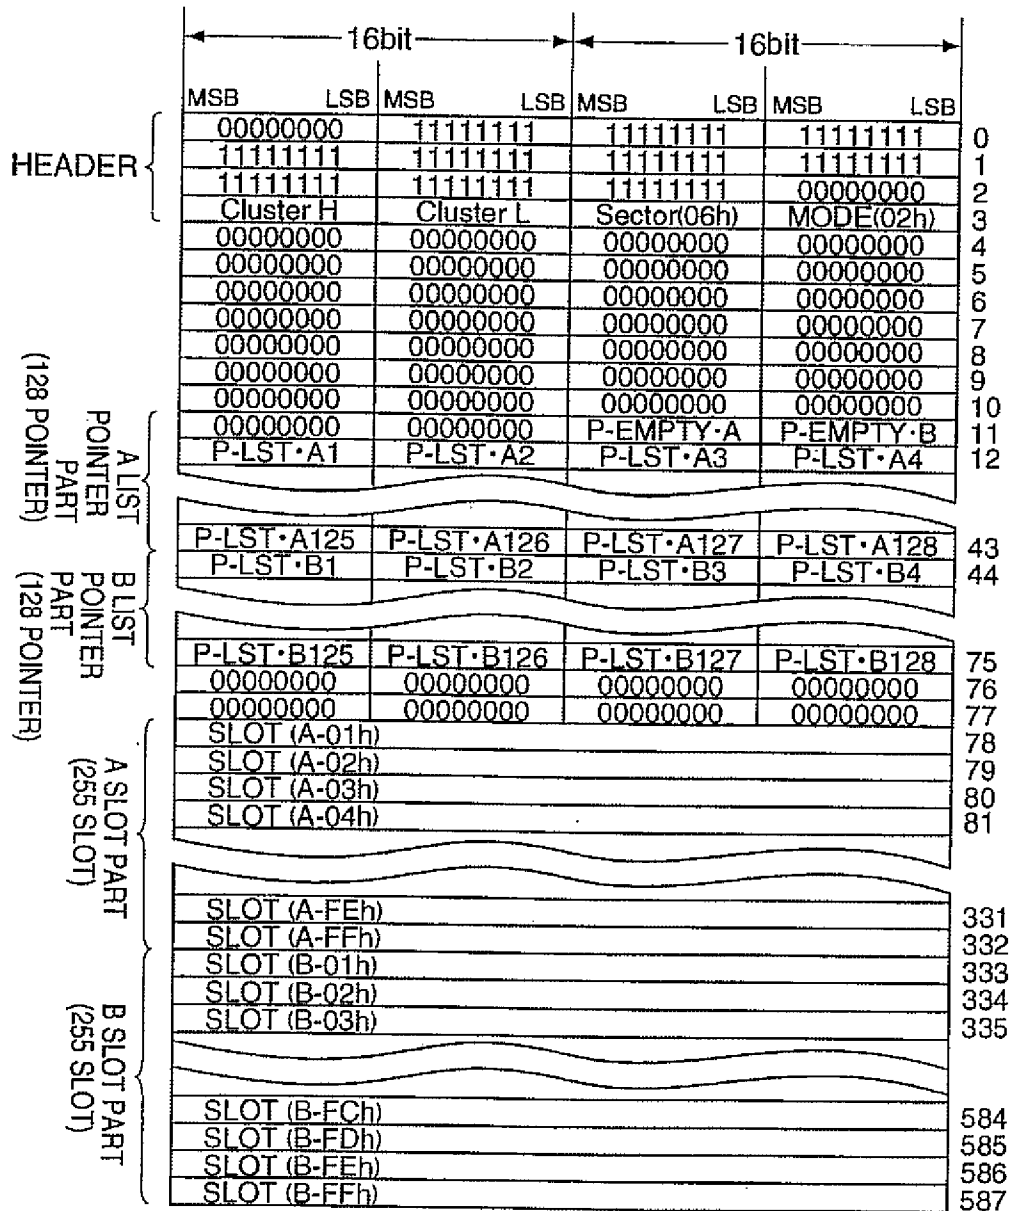 16bit 16bit
MSB LSB MSB LSB MSB LSB MSB LSB
HEADER
00000000 11111111 11111111 11111111 0
11111111 11111111 11111111 11111111 1
11111111 11111111 11111111 00000000 2
Cluster H Cluster L Sector(06h) MODE(02h) 3
00000000 00000000 00000000 00000000 4
00000000 00000000 00000000 00000000 5
00000000 00000000 00000000 00000000 6
00000000 00000000 00000000 00000000 7
00000000 00000000 00000000 00000000 8
00000000 00000000 00000000 00000000 9
00000000 00000000 00000000 00000000 10
00000000 00000000 P-EMPTY·A P-EMPTY·B 11
P-LST·A1 P-LST·A2 P-LST·A3 P-LST·A4 12
A LIST
POINTER
PART
(128 POINTER)
P-LST·A125 P-LST·A126 P-LST·A127 P-LST·A128 43
P-LST·B1 P-LST·B2 P-LST·B3 P-LST·B4 44
B LIST
POINTER
PART
(128 POINTER)
P-LST·B125 P-LST·B126 P-LST·B127 P-LST·B128 75
00000000 00000000 00000000 00000000 76
00000000 00000000 00000000 00000000 77
SLOT (A-01h) 78
SLOT (A-02h) 79
SLOT (A-03h) 80
SLOT (A-04h) 81
A SLOT PART
(255 SLOT)
SLOT (A-FEh) 331
SLOT (A-FFh) 332
SLOT (B-01h) 333
SLOT (B-02h) 334
SLOT (B-03h) 335
B SLOT PART
(255 SLOT)
SLOT (B-FCh) 584
SLOT (B-FDh) 585
SLOT (B-FEh) 586
SLOT (B-FFh) 587